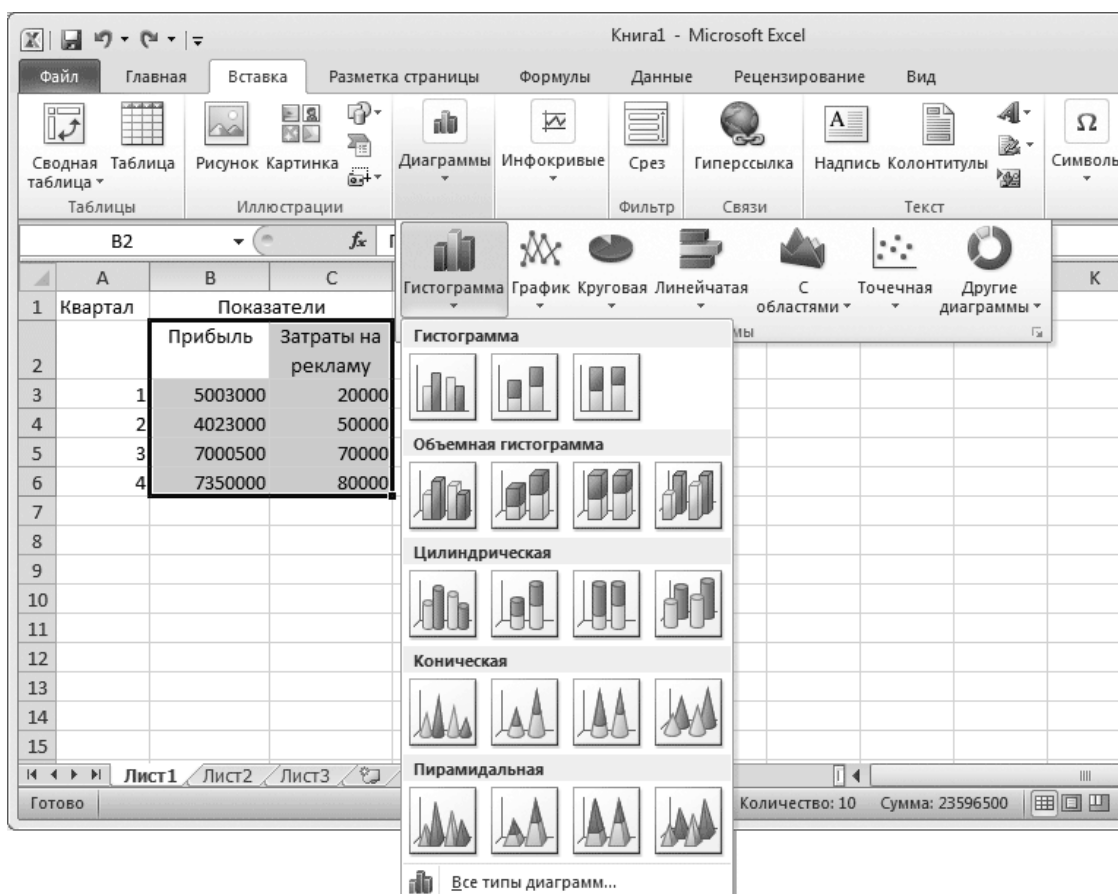 Книга1 - Microsoft Excel
Файл Главная Вставка Разметка страницы Формулы Данные Рецензирование Вид
Сводная таблица Таблица Рисунок Картинка Диаграммы Инфокривые Срез Гиперссылка Надпись Колонтитулы Символы
Таблицы Иллюстрации Фильтр Связи Текст
B2 fx
Гистограмма График Круговая Линейчатая С областями Точечная Другие диаграммы
A B C K
1 Квартал Показатели
2 Прибыль Затраты на рекламу
3 1 5003000 20000
4 2 4023000 50000
5 3 7000500 70000
6 4 7350000 80000
7
8
9
10
11
12
13
14
15
Гистограмма
Объемная гистограмма
Цилиндрическая
Коническая
Пирамидальная
Все типы диаграмм...
Лист1 Лист2 Лист3
Готово Количество: 10 Сумма: 23596500